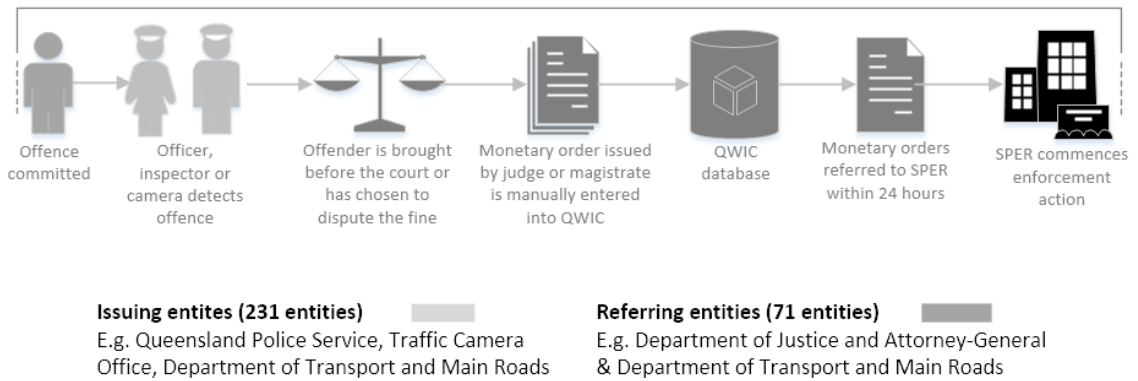 Offence
committed
Officer,
inspector or
camera detects
offence
Offender is brought
before the court or
has chosen to
dispute the fine
Monetary order issued
by judge or magistrate
is manually entered
into QWIC
QWIC
database
Monetary orders
referred to SPER
within 24 hours
SPER commences
enforcement
action
Issuing entites (231 entities)
E.g. Queensland Police Service, Traffic Camera
Office, Department of Transport and Main Roads
Referring entities (71 entities)
E.g. Department of Justice and Attorney-General
& Department of Transport and Main Roads